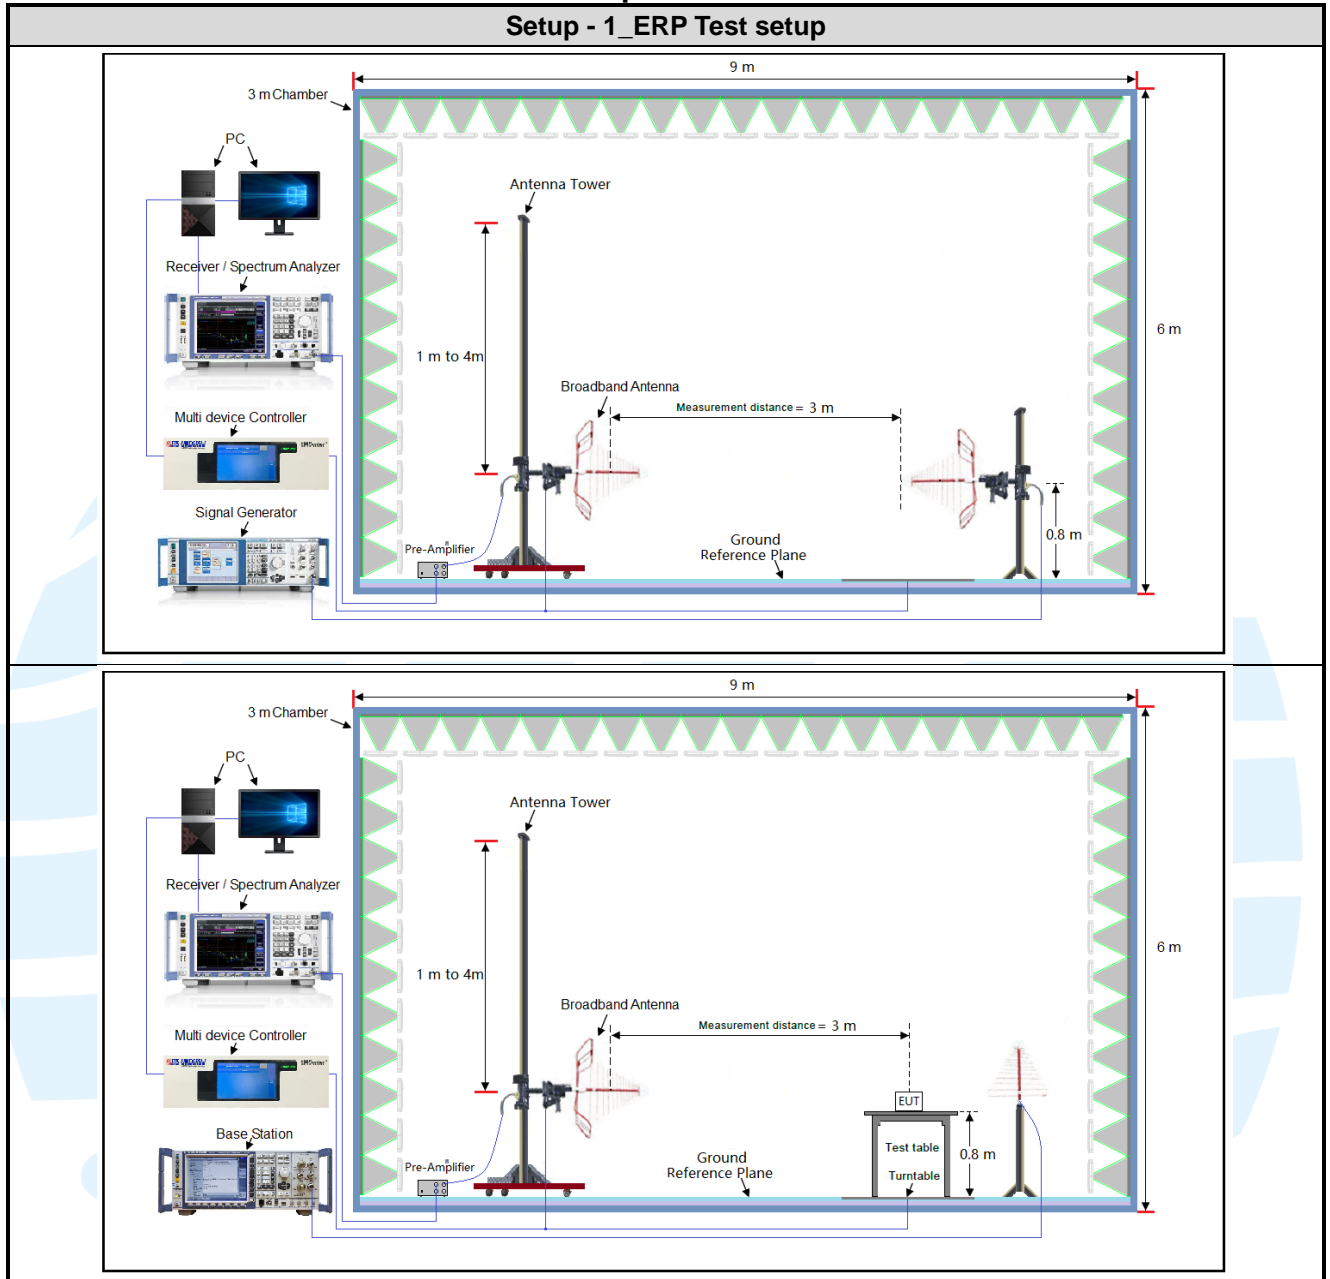 Setup - 1_ERP Test setup
9 m
3 m Chamber
PC
Antenna Tower
Receiver / Spectrum Analyzer
6 m
1 m to 4m
Broadband Antenna
Measurement distance = 3 m
Multi device Controller
Signal Generator
Pre-Amplifier
Ground
Reference Plane
0.8 m
9 m
3 m Chamber
PC
Antenna Tower
Receiver / Spectrum Analyzer
6 m
1 m to 4m
Broadband Antenna
Measurement distance = 3 m
Multi device Controller
EUT
Base Station
Test table
0.8 m
Pre-Amplifier
Ground
Reference Plane
Turntable